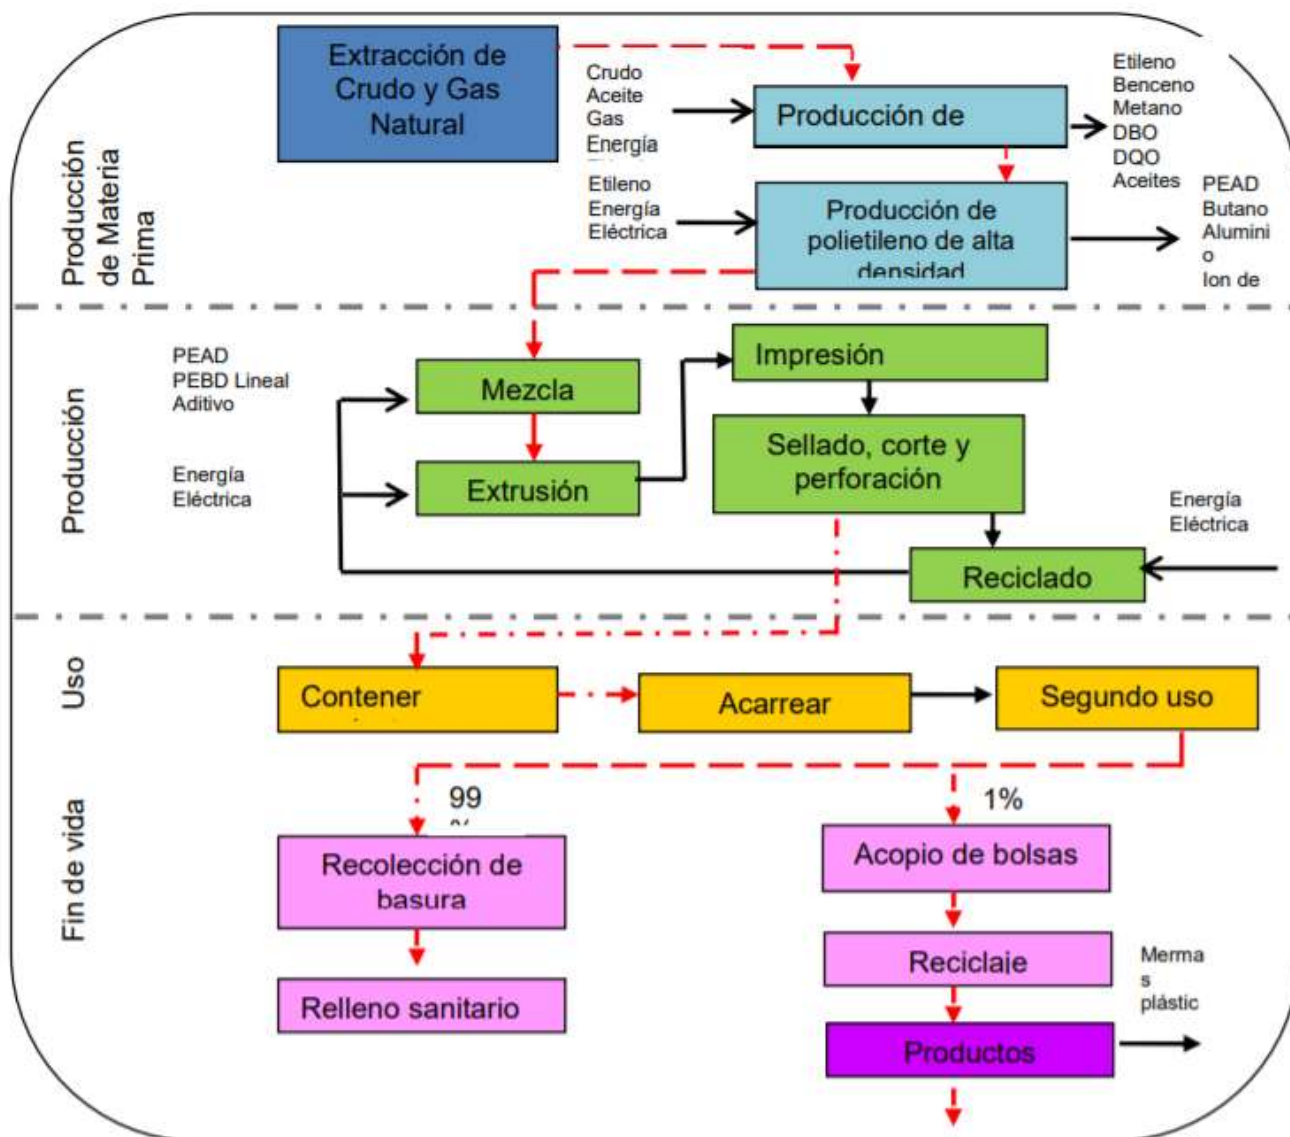 Producción
de Materia
Prima
Extracción de
Crudo y Gas
Natural
Crudo
Aceite
Gas
Energía
Producción de
Etileno
Benceno
Metano
DBO
DQO
Aceites
Etileno
Energía
Eléctrica
Producción de
polietileno de alta
densidad
PEAD
Butano
Alumini
o
Ion de
Producción
PEAD
PEBD Lineal
Aditivo
Mezcla
Impresión
Energía
Eléctrica
Extrusión
Sellado, corte y
perforación
Energía
Eléctrica
Reciclado
Uso
Contener
Acarrear
Segundo uso
Fin de vida
99
%
1%
Recolección de
basura
Acopio de bolsas
Relleno sanitario
Reciclaje
Merma
s
plástic
Productos